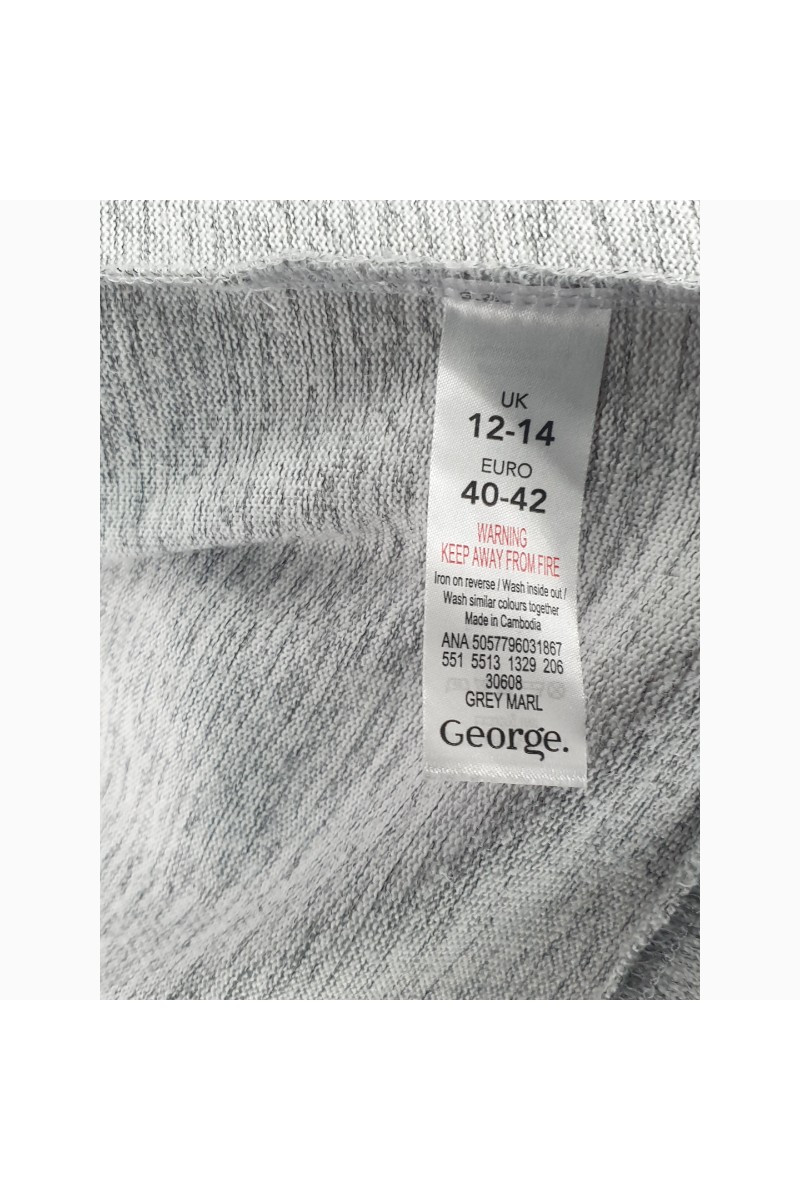 UK
12-14
EURO
40-42
WARNING
KEEP AWAY FROM FIRE
Iron on reverse / Wash inside out /
Wash similar colours together
Made in Cambodia
ANA 5057796031867
551 5513 1329 206
30608
GREY MARL
George.